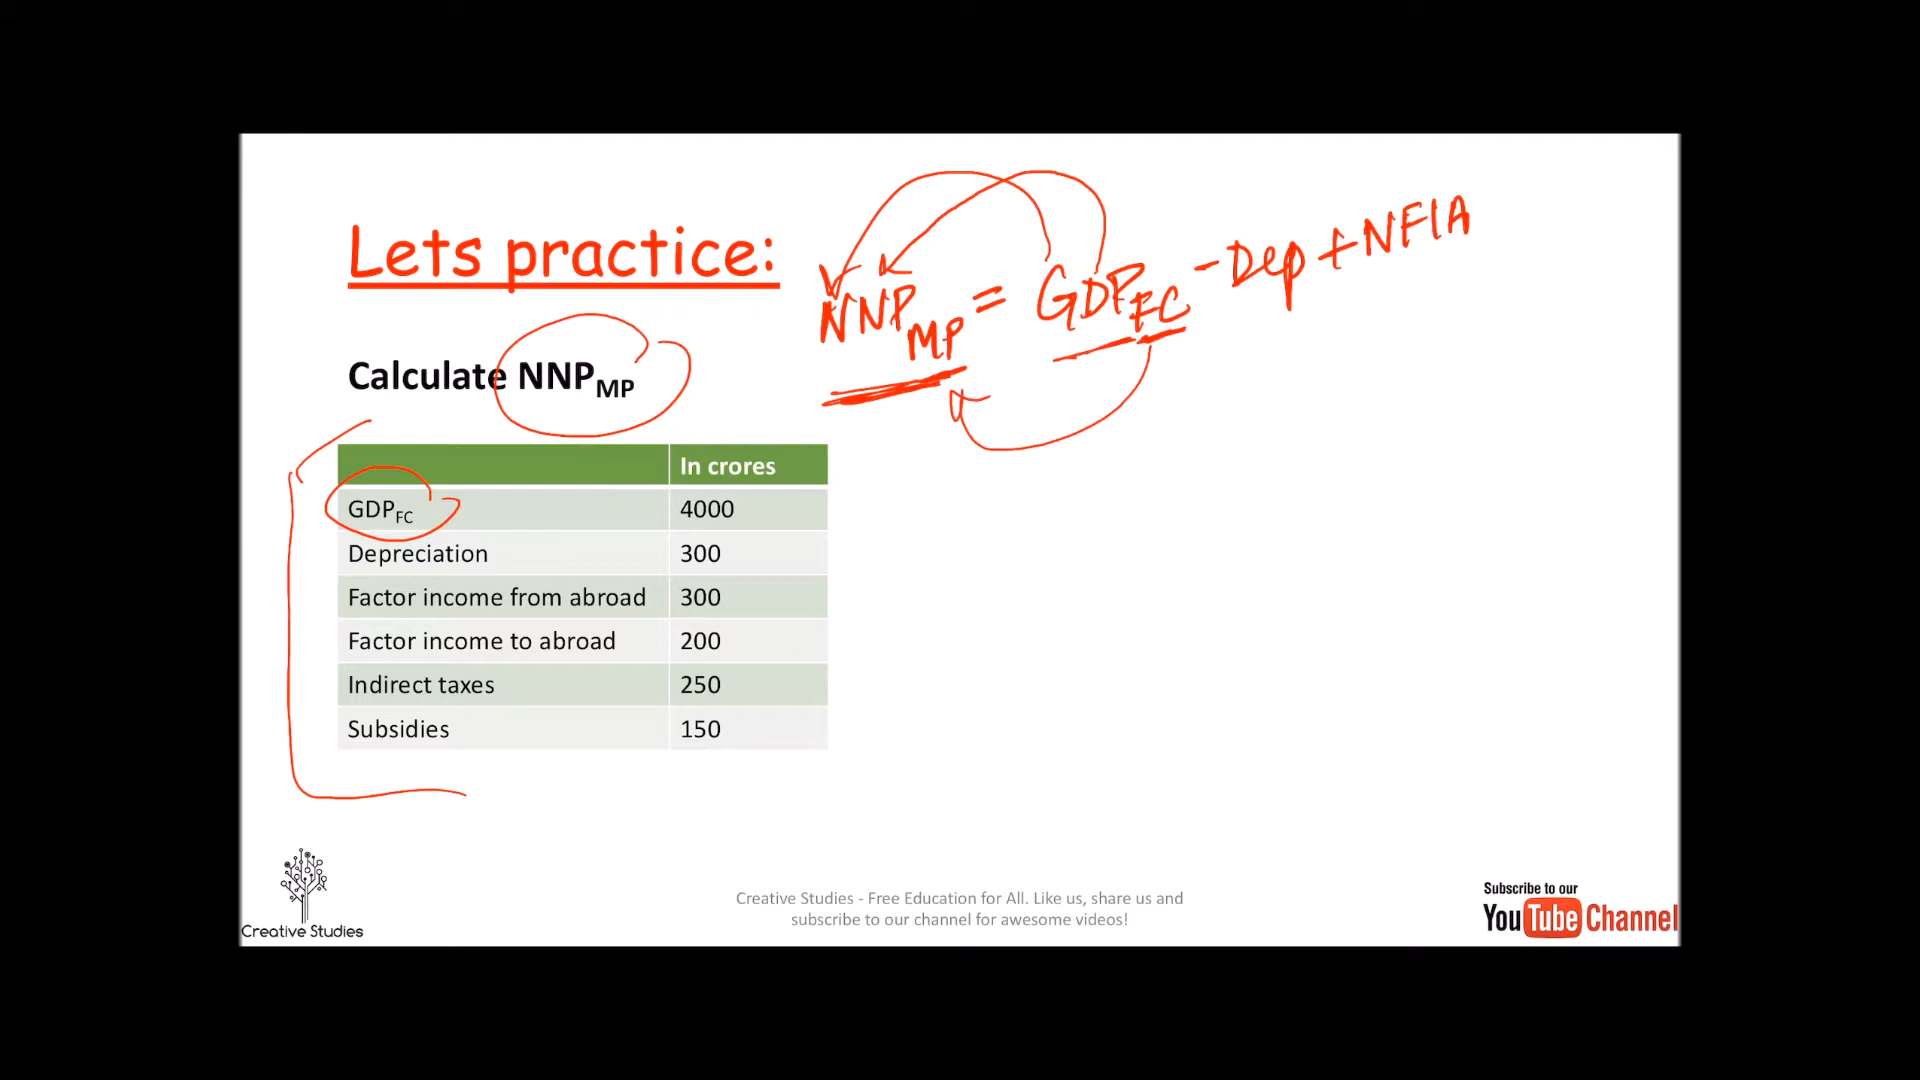 Lets practice:
NNPMP = GDPFC - Dep + NFIA
Calculate NNPMP
In crores
GDPFC 4000
Depreciation 300
Factor income from abroad 300
Factor income to abroad 200
Indirect taxes 250
Subsidies 150
Creative Studies
Creative Studies - Free Education for All. Like us, share us and
subscribe to our channel for awesome videos!
Subscribe to our
YouTube Channel